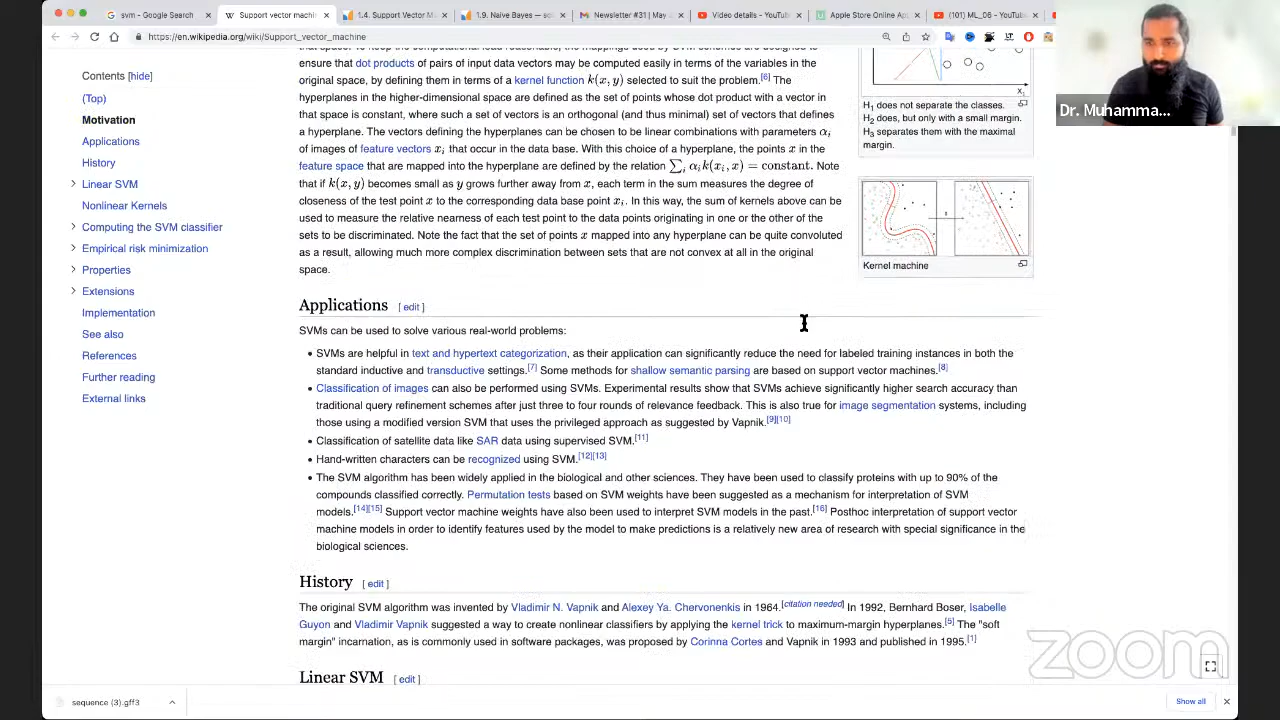 svm - Google Search
Support vector machine
1.4. Support Vector M
1.9. Naive Bayes — sc
Newsletter #31 | May
Video details - YouTube
Apple Store Online Ap
(101) ML_06 - YouTube
https://en.wikipedia.org/wiki/Support_vector_machine
Dr. Muhamma...
Contents [hide]
(Top)
Motivation
Applications
History
Linear SVM
Nonlinear Kernels
Computing the SVM classifier
Empirical risk minimization
Properties
Extensions
Implementation
See also
References
Further reading
External links
ensure that dot products of pairs of input data vectors may be computed easily in terms of the variables in the
original space, by defining them in terms of a kernel function k(x, y) selected to suit the problem.[6] The
hyperplanes in the higher-dimensional space are defined as the set of points whose dot product with a vector in
that space is constant, where such a set of vectors is an orthogonal (and thus minimal) set of vectors that defines
a hyperplane. The vectors defining the hyperplanes can be chosen to be linear combinations with parameters αi
of images of feature vectors xi that occur in the data base. With this choice of a hyperplane, the points x in the
feature space that are mapped into the hyperplane are defined by the relation ∑i αi k(xi, x) = constant. Note
that if k(x, y) becomes small as y grows further away from x, each term in the sum measures the degree of
closeness of the test point x to the corresponding data base point xi. In this way, the sum of kernels above can be
used to measure the relative nearness of each test point to the data points originating in one or the other of the
sets to be discriminated. Note the fact that the set of points x mapped into any hyperplane can be quite convoluted
as a result, allowing much more complex discrimination between sets that are not convex at all in the original
space.
X1
H1 does not separate the classes.
H2 does, but only with a small margin.
H3 separates them with the maximal
margin.
Kernel machine
Applications [ edit ]
SVMs can be used to solve various real-world problems:
• SVMs are helpful in text and hypertext categorization, as their application can significantly reduce the need for labeled training instances in both the
standard inductive and transductive settings.[7] Some methods for shallow semantic parsing are based on support vector machines.[8]
• Classification of images can also be performed using SVMs. Experimental results show that SVMs achieve significantly higher search accuracy than
traditional query refinement schemes after just three to four rounds of relevance feedback. This is also true for image segmentation systems, including
those using a modified version SVM that uses the privileged approach as suggested by Vapnik.[9][10]
• Classification of satellite data like SAR data using supervised SVM.[11]
• Hand-written characters can be recognized using SVM.[12][13]
• The SVM algorithm has been widely applied in the biological and other sciences. They have been used to classify proteins with up to 90% of the
compounds classified correctly. Permutation tests based on SVM weights have been suggested as a mechanism for interpretation of SVM
models.[14][15] Support vector machine weights have also been used to interpret SVM models in the past.[16] Posthoc interpretation of support vector
machine models in order to identify features used by the model to make predictions is a relatively new area of research with special significance in the
biological sciences.
History [ edit ]
The original SVM algorithm was invented by Vladimir N. Vapnik and Alexey Ya. Chervonenkis in 1964.[citation needed] In 1992, Bernhard Boser, Isabelle
Guyon and Vladimir Vapnik suggested a way to create nonlinear classifiers by applying the kernel trick to maximum-margin hyperplanes.[5] The "soft
margin" incarnation, as is commonly used in software packages, was proposed by Corinna Cortes and Vapnik in 1993 and published in 1995.[1]
Linear SVM [ edit ]
zoom
sequence (3).gff3
Show all